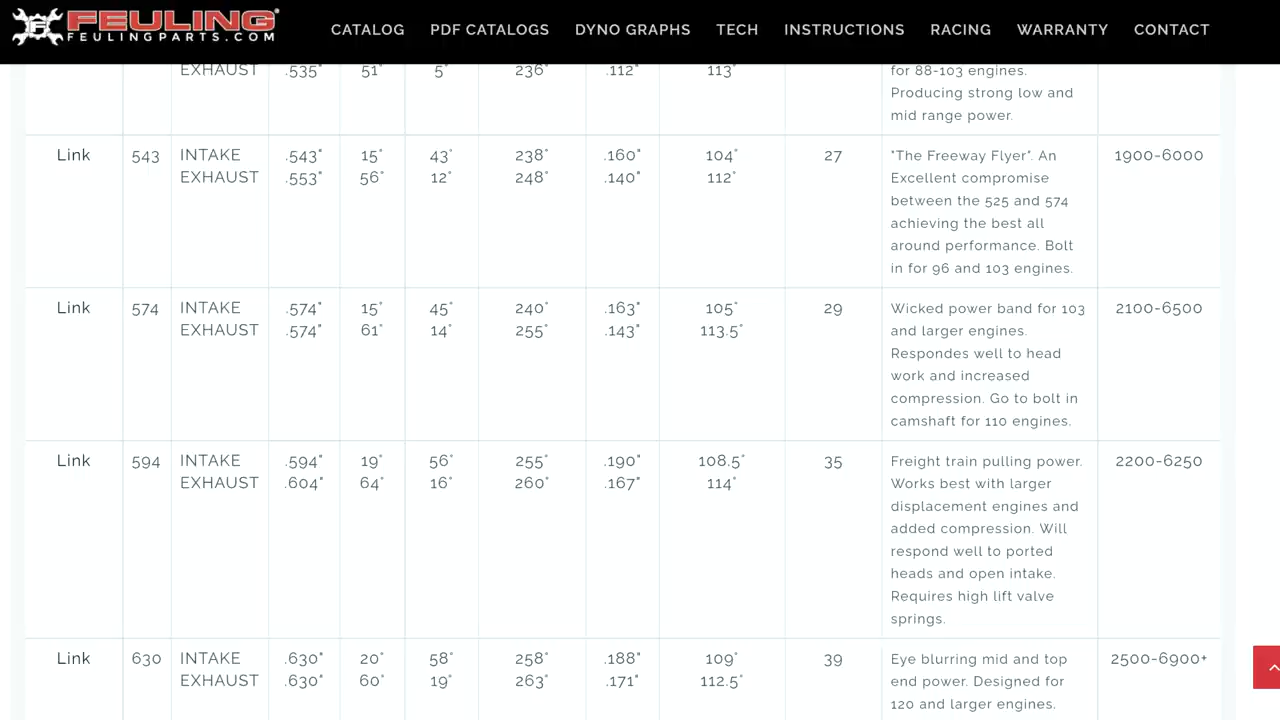 FEULING
FEULINGPARTS.COM
CATALOG PDF CATALOGS DYNO GRAPHS TECH INSTRUCTIONS RACING WARRANTY CONTACT
EXHAUST .535" 51° 5° 236° .112" 113° for 88-103 engines.
Producing strong low and
mid range power.
Link 543 INTAKE .543" 15° 43° 238° .160" 104° 27 "The Freeway Flyer". An 1900-6000
EXHAUST .553" 56° 12° 248° .140" 112° Excellent compromise
between the 525 and 574
achieving the best all
around performance. Bolt
in for 96 and 103 engines.
Link 574 INTAKE .574" 15° 45° 240° .163" 105° 29 Wicked power band for 103 2100-6500
EXHAUST .574" 61° 14° 255° .143" 113.5° and larger engines.
Respondes well to head
work and increased
compression. Go to bolt in
camshaft for 110 engines.
Link 594 INTAKE .594" 19° 56° 255° .190" 108.5° 35 Freight train pulling power. 2200-6250
EXHAUST .604" 64° 16° 260° .167" 114° Works best with larger
displacement engines and
added compression. Will
respond well to ported
heads and open intake.
Requires high lift valve
springs.
Link 630 INTAKE .630" 20° 58° 258° .188" 109° 39 Eye blurring mid and top 2500-6900+
EXHAUST .630" 60° 19° 263° .171" 112.5° end power. Designed for
120 and larger engines.